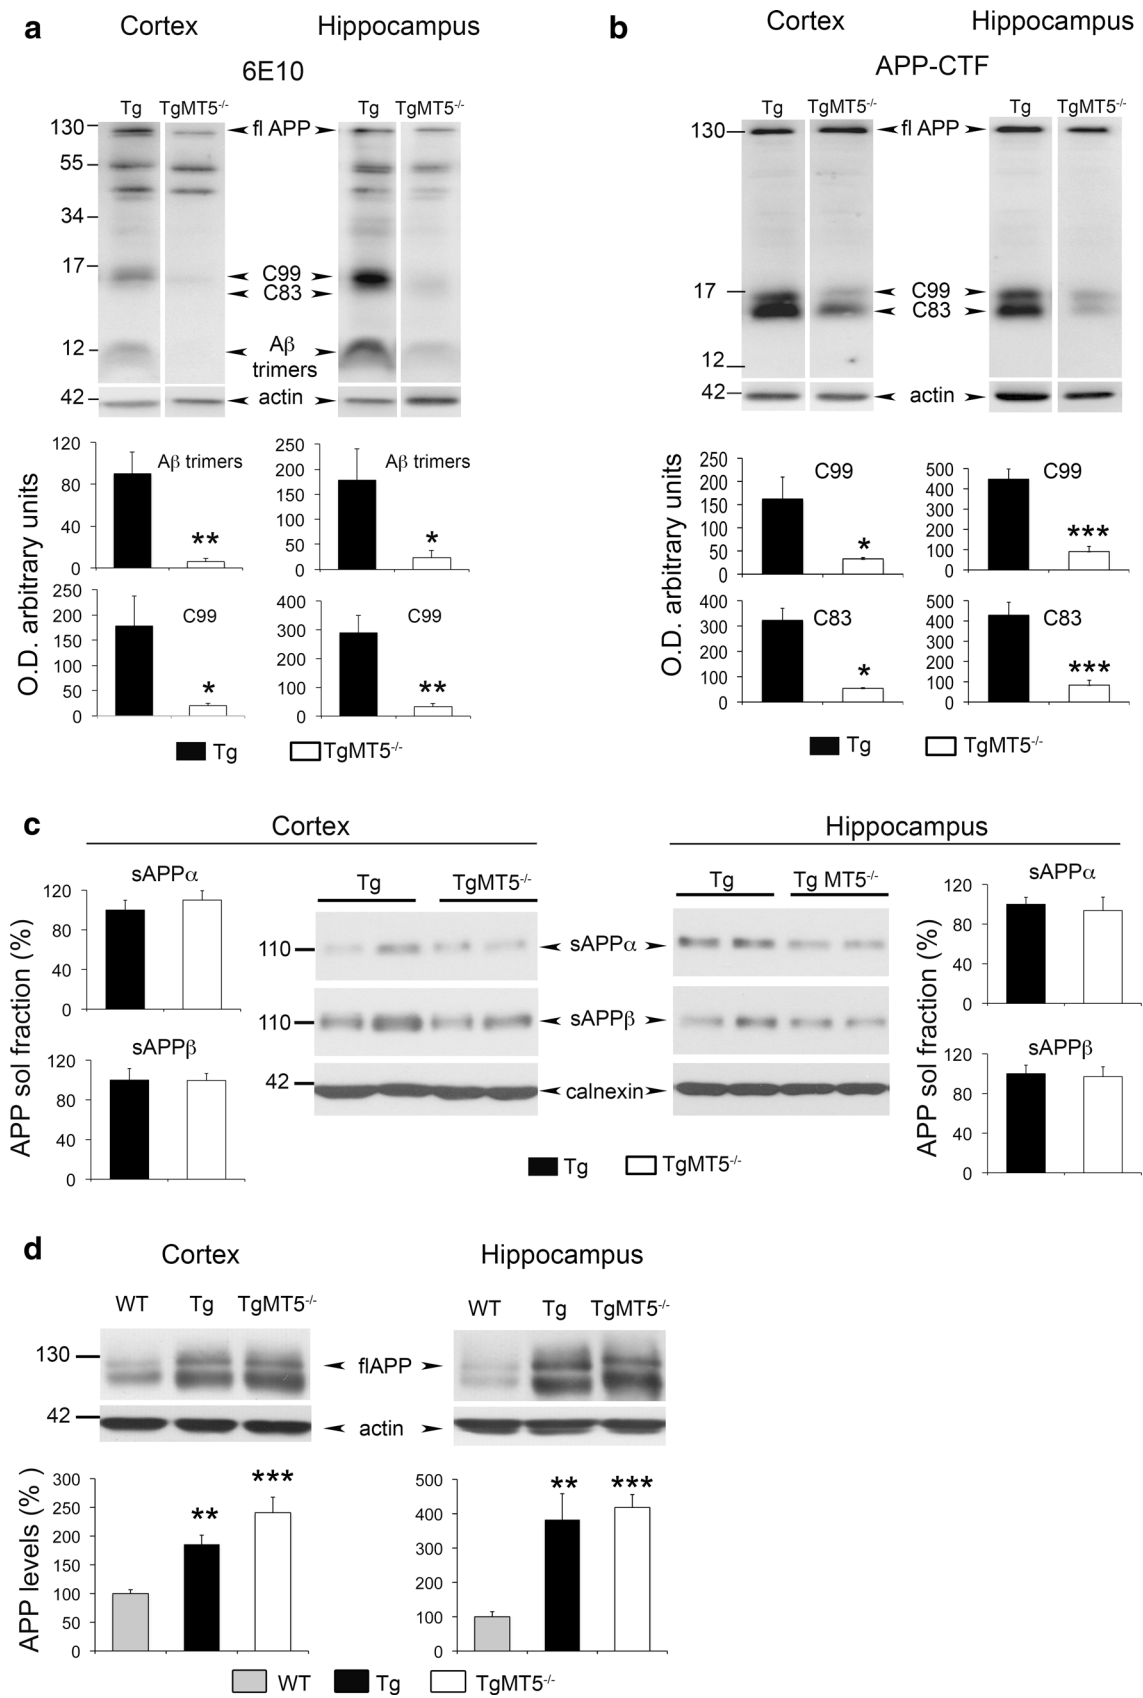 a Cortex Hippocampus
6E10
Tg TgMT5-/- Tg TgMT5-/-
130 fl APP
55
34
17
C99
C83
12 Aβ
trimers
42 actin
O.D. arbitrary units
120
80
40
0
Aβ trimers
**
250
200
150
100
50
0
Aβ trimers
*
250
200
150
100
50
0
C99
*
400
300
200
100
0
C99
**
Tg TgMT5-/-
b Cortex Hippocampus
APP-CTF
Tg TgMT5-/- Tg TgMT5-/-
130 fl APP
17 C99
C83
12
42 actin
O.D. arbitrary units
250
200
150
100
50
0
C99
*
500
400
300
200
100
0
C99
***
400
300
200
100
0
C83
*
500
400
300
200
100
0
C83
***
Tg TgMT5-/-
c Cortex Hippocampus
APP sol fraction (%)
sAPPα
120
80
40
0
sAPPβ
120
80
40
0
Tg TgMT5-/- Tg Tg MT5-/-
110 sAPPα
110 sAPPβ
42 calnexin
APP sol fraction (%)
sAPPα
120
80
40
0
sAPPβ
120
80
40
0
Tg TgMT5-/-
d Cortex Hippocampus
WT Tg TgMT5-/- WT Tg TgMT5-/-
130 flAPP
42 actin
APP levels (% )
300
250
200
150
100
50
0
** ***
500
400
300
200
100
0
** ***
WT Tg TgMT5-/-